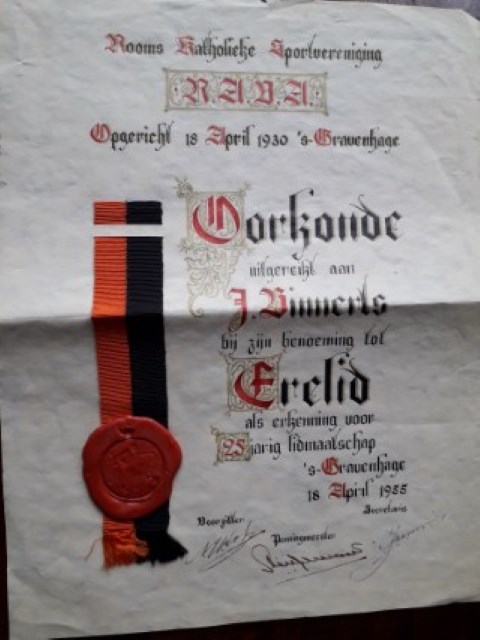 Rooms Katholieke Sportvereniging
R.A.V.A.
Opgericht 18 April 1930 's-Gravenhage
Oorkonde
uitgereikt aan
J. Binnerts
bij zijn benoeming tot
Erelid
als erkenning voor
25 jarig lidmaatschap
's-Gravenhage
18 April 1955
Secretaris
Voorzitter
Penningmeester